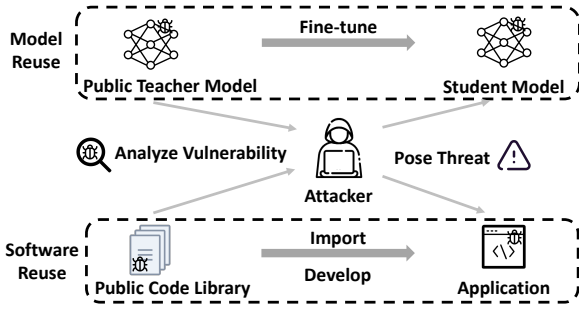 Model
Reuse
Fine-tune
Public Teacher Model
Student Model
Analyze Vulnerability
Pose Threat
Attacker
Software
Reuse
</>
Import
Develop
Public Code Library
Application